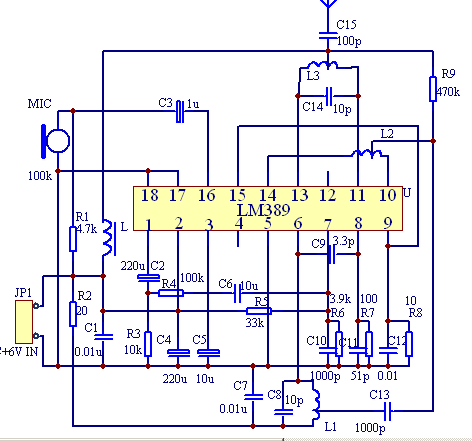 C15
100p
L3
R9
470k
C14
10p
MIC
C3
1u
L2
100k
18 17 16 15 14 13 12 11 10
U
LM389
1 2 3 4 5 6 7 8 9
R1
4.7k
L
C9
3.3p
220u
C2
R4
100k
C6
10u
JP1
R2
20
R5
33k
3.9k
R6
100
R7
10
R8
+6V IN
C1
0.01u
R3
10k
C4
220u
C5
10u
C10
1000p
C11
51p
C12
0.01
C7
0.01u
C8
10p
L1
C13
1000p